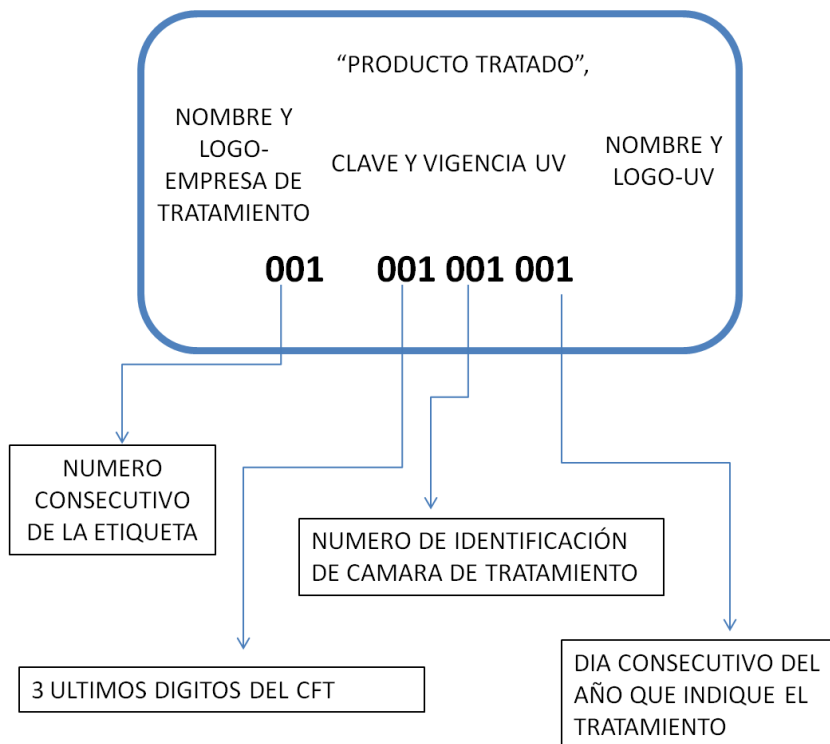 “PRODUCTO TRATADO”,
NOMBRE Y
LOGO-
EMPRESA DE
TRATAMIENTO
CLAVE Y VIGENCIA UV
NOMBRE Y
LOGO-UV
001 001 001 001
NUMERO
CONSECUTIVO
DE LA ETIQUETA
NUMERO DE IDENTIFICACIÓN
DE CAMARA DE TRATAMIENTO
3 ULTIMOS DIGITOS DEL CFT
DIA CONSECUTIVO DEL
AÑO QUE INDIQUE EL
TRATAMIENTO